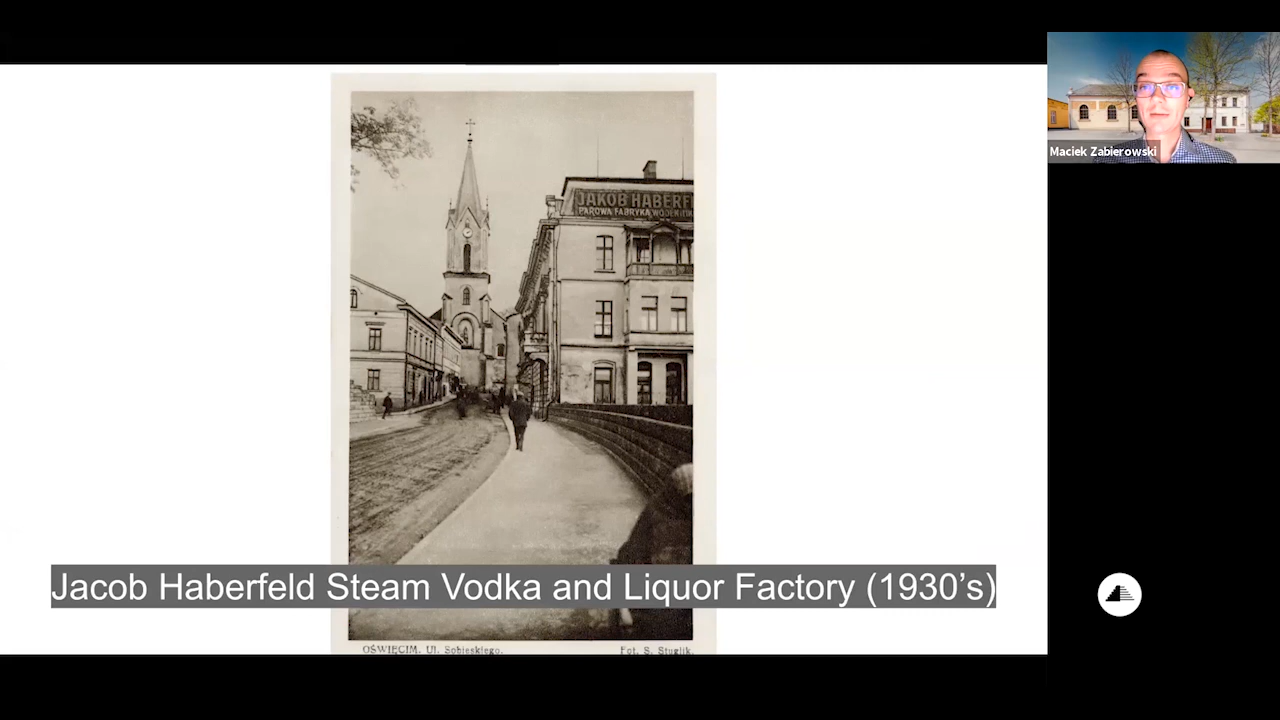 Maciek Zabierowski
JAKOB HABERF
PAROWA FABRYKA WÓDEK I LIK
Jacob Haberfeld Steam Vodka and Liquor Factory (1930’s)
OŚWIĘCIM. Ul. Sobieskiego.
Fot. S. Stuglik.